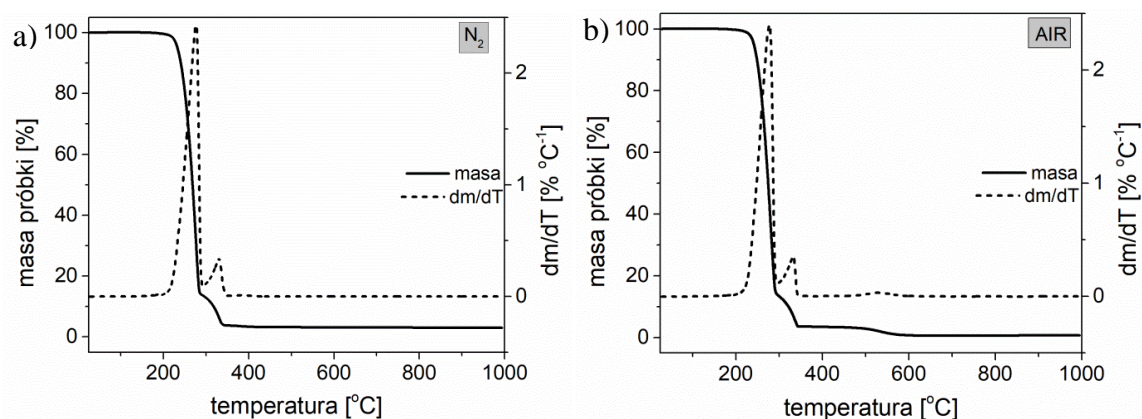 a)
N2
100
80
60
40
20
0
masa próbki [%]
2
1
0
dm/dT [% °C-1]
masa
dm/dT
200
400
600
800
1000
temperatura [°C]
b)
AIR
100
80
60
40
20
0
masa próbki [%]
2
1
0
dm/dT [% °C-1]
masa
dm/dT
200
400
600
800
1000
temperatura [°C]